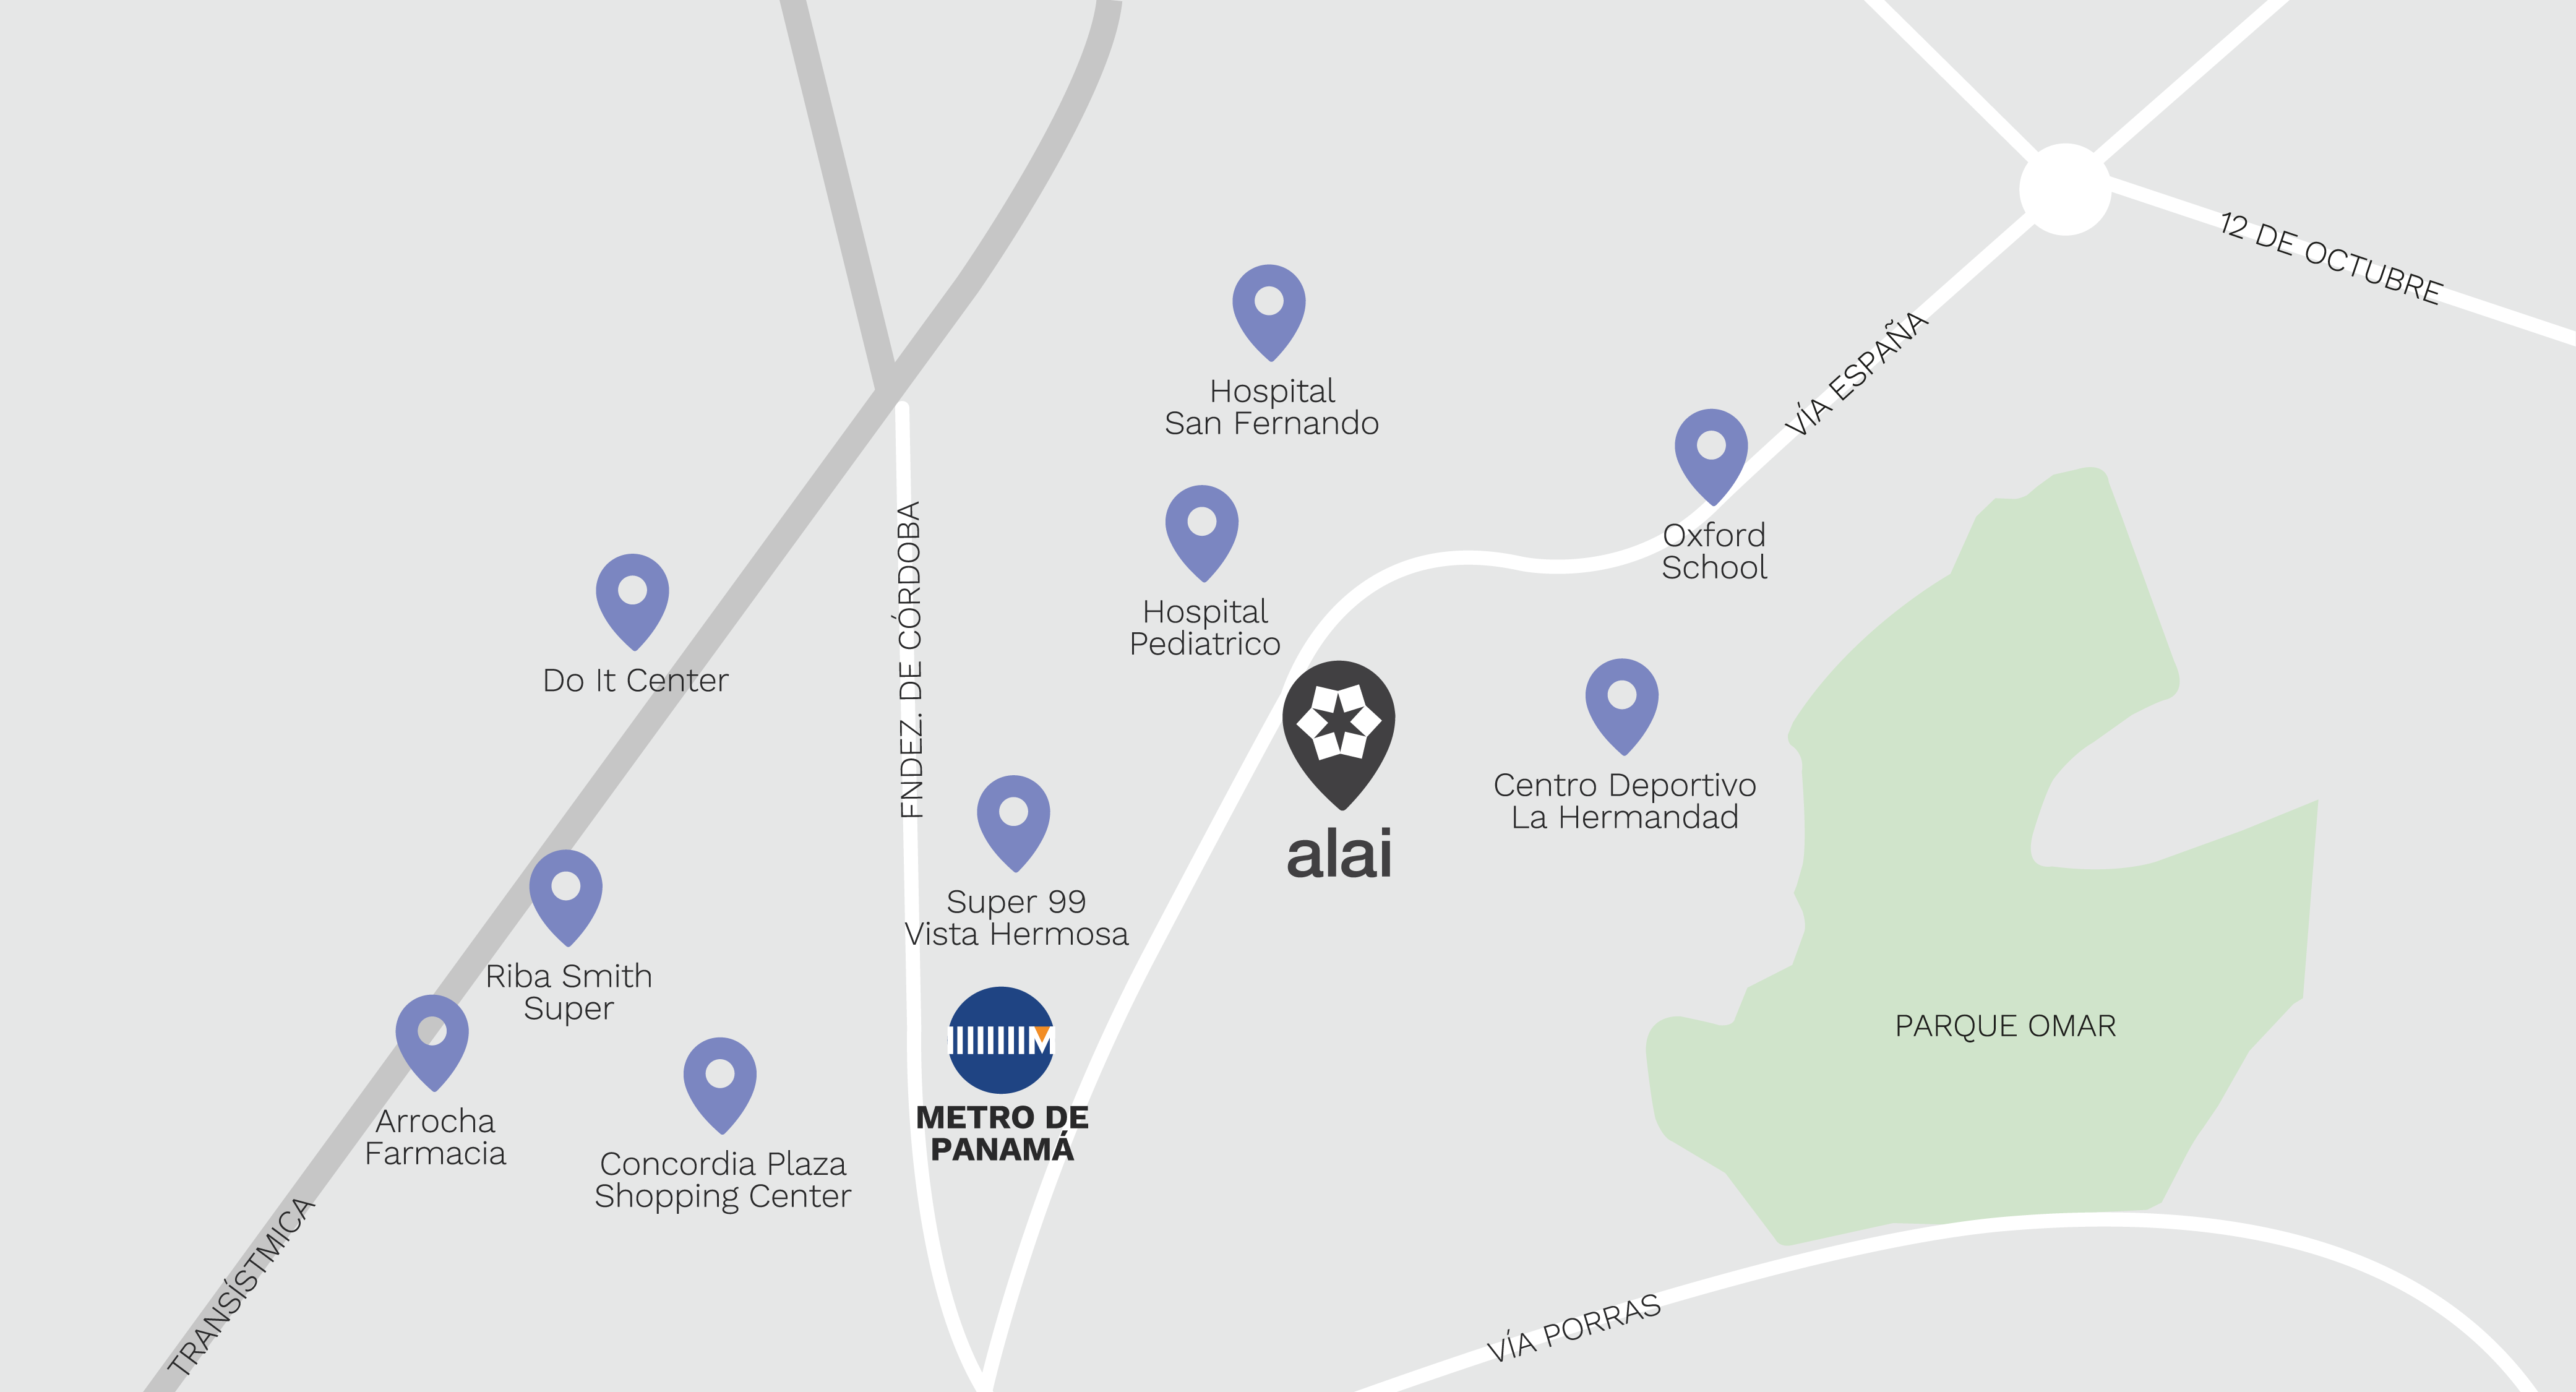 12 DE OCTUBRE
VÍA ESPAÑA
Hospital
San Fernando
Oxford
School
FNDEZ. DE CÓRDOBA
Hospital
Pediatrico
Do It Center
alai
Centro Deportivo
La Hermandad
Super 99
Vista Hermosa
Riba Smith
Super
M
METRO DE
PANAMÁ
PARQUE OMAR
Arrocha
Farmacia
Concordia Plaza
Shopping Center
TRANSÍSTMICA
VÍA PORRAS